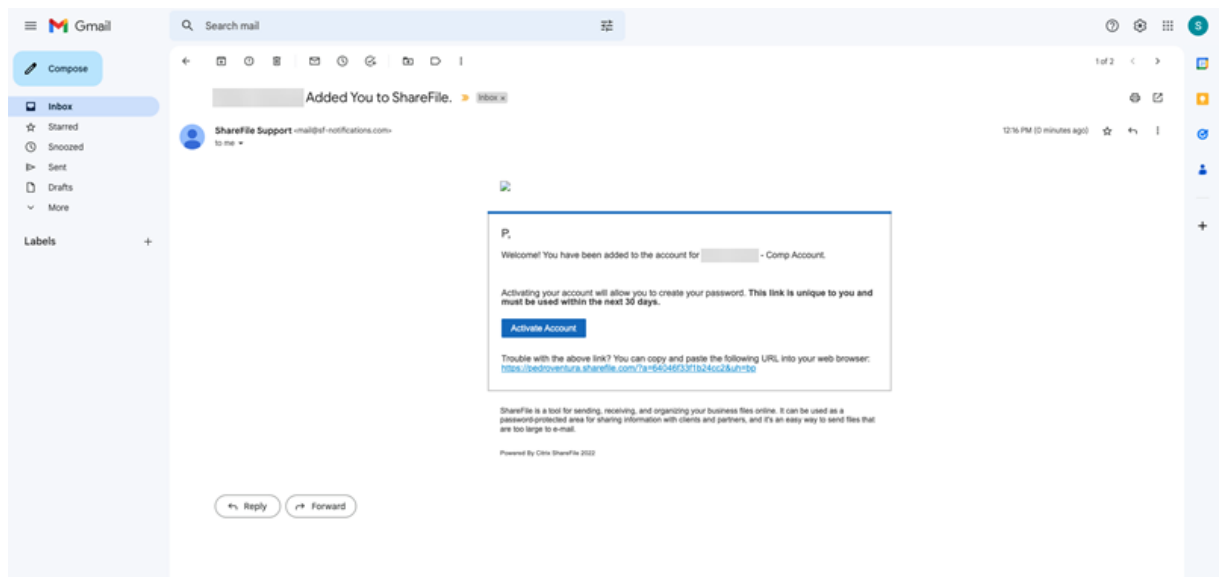 Gmail
Search mail
Compose
1 of 2
Added You to ShareFile.
Inbox x
Inbox
Starred
Snoozed
Sent
Drafts
More
Labels
ShareFile Support <mail@sf-notifications.com>
to me
12:16 PM (0 minutes ago)
P,
Welcome! You have been added to the account for - Comp Account.
Activating your account will allow you to create your password. This link is unique to you and
must be used within the next 30 days.
Activate Account
Trouble with the above link? You can copy and paste the following URL into your web browser:
https://pedroventura.sharefile.com/?a=64046f33f1b24cc2&uh=bp
ShareFile is a tool for sending, receiving, and organizing your business files online. It can be used as a
password-protected area for sharing information with clients and partners, and it's an easy way to send files that
are too large to e-mail.
Powered By Citrix ShareFile 2022
Reply
Forward
S